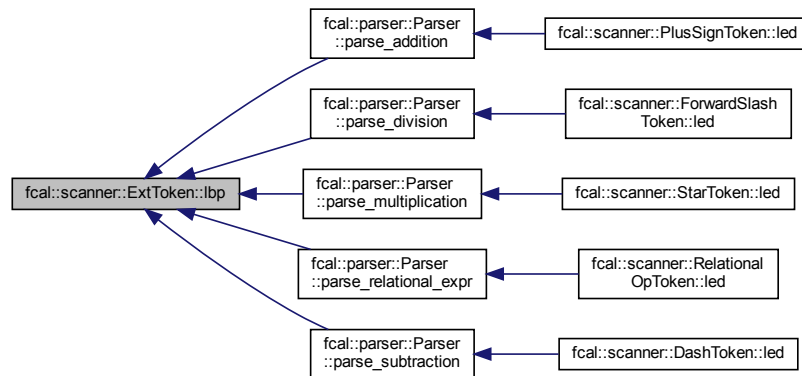 fcal::parser::Parser
::parse_addition
fcal::scanner::PlusSignToken::led
fcal::parser::Parser
::parse_division
fcal::scanner::ForwardSlash
Token::led
fcal::scanner::ExtToken::lbp
fcal::parser::Parser
::parse_multiplication
fcal::scanner::StarToken::led
fcal::parser::Parser
::parse_relational_expr
fcal::scanner::Relational
OpToken::led
fcal::parser::Parser
::parse_subtraction
fcal::scanner::DashToken::led